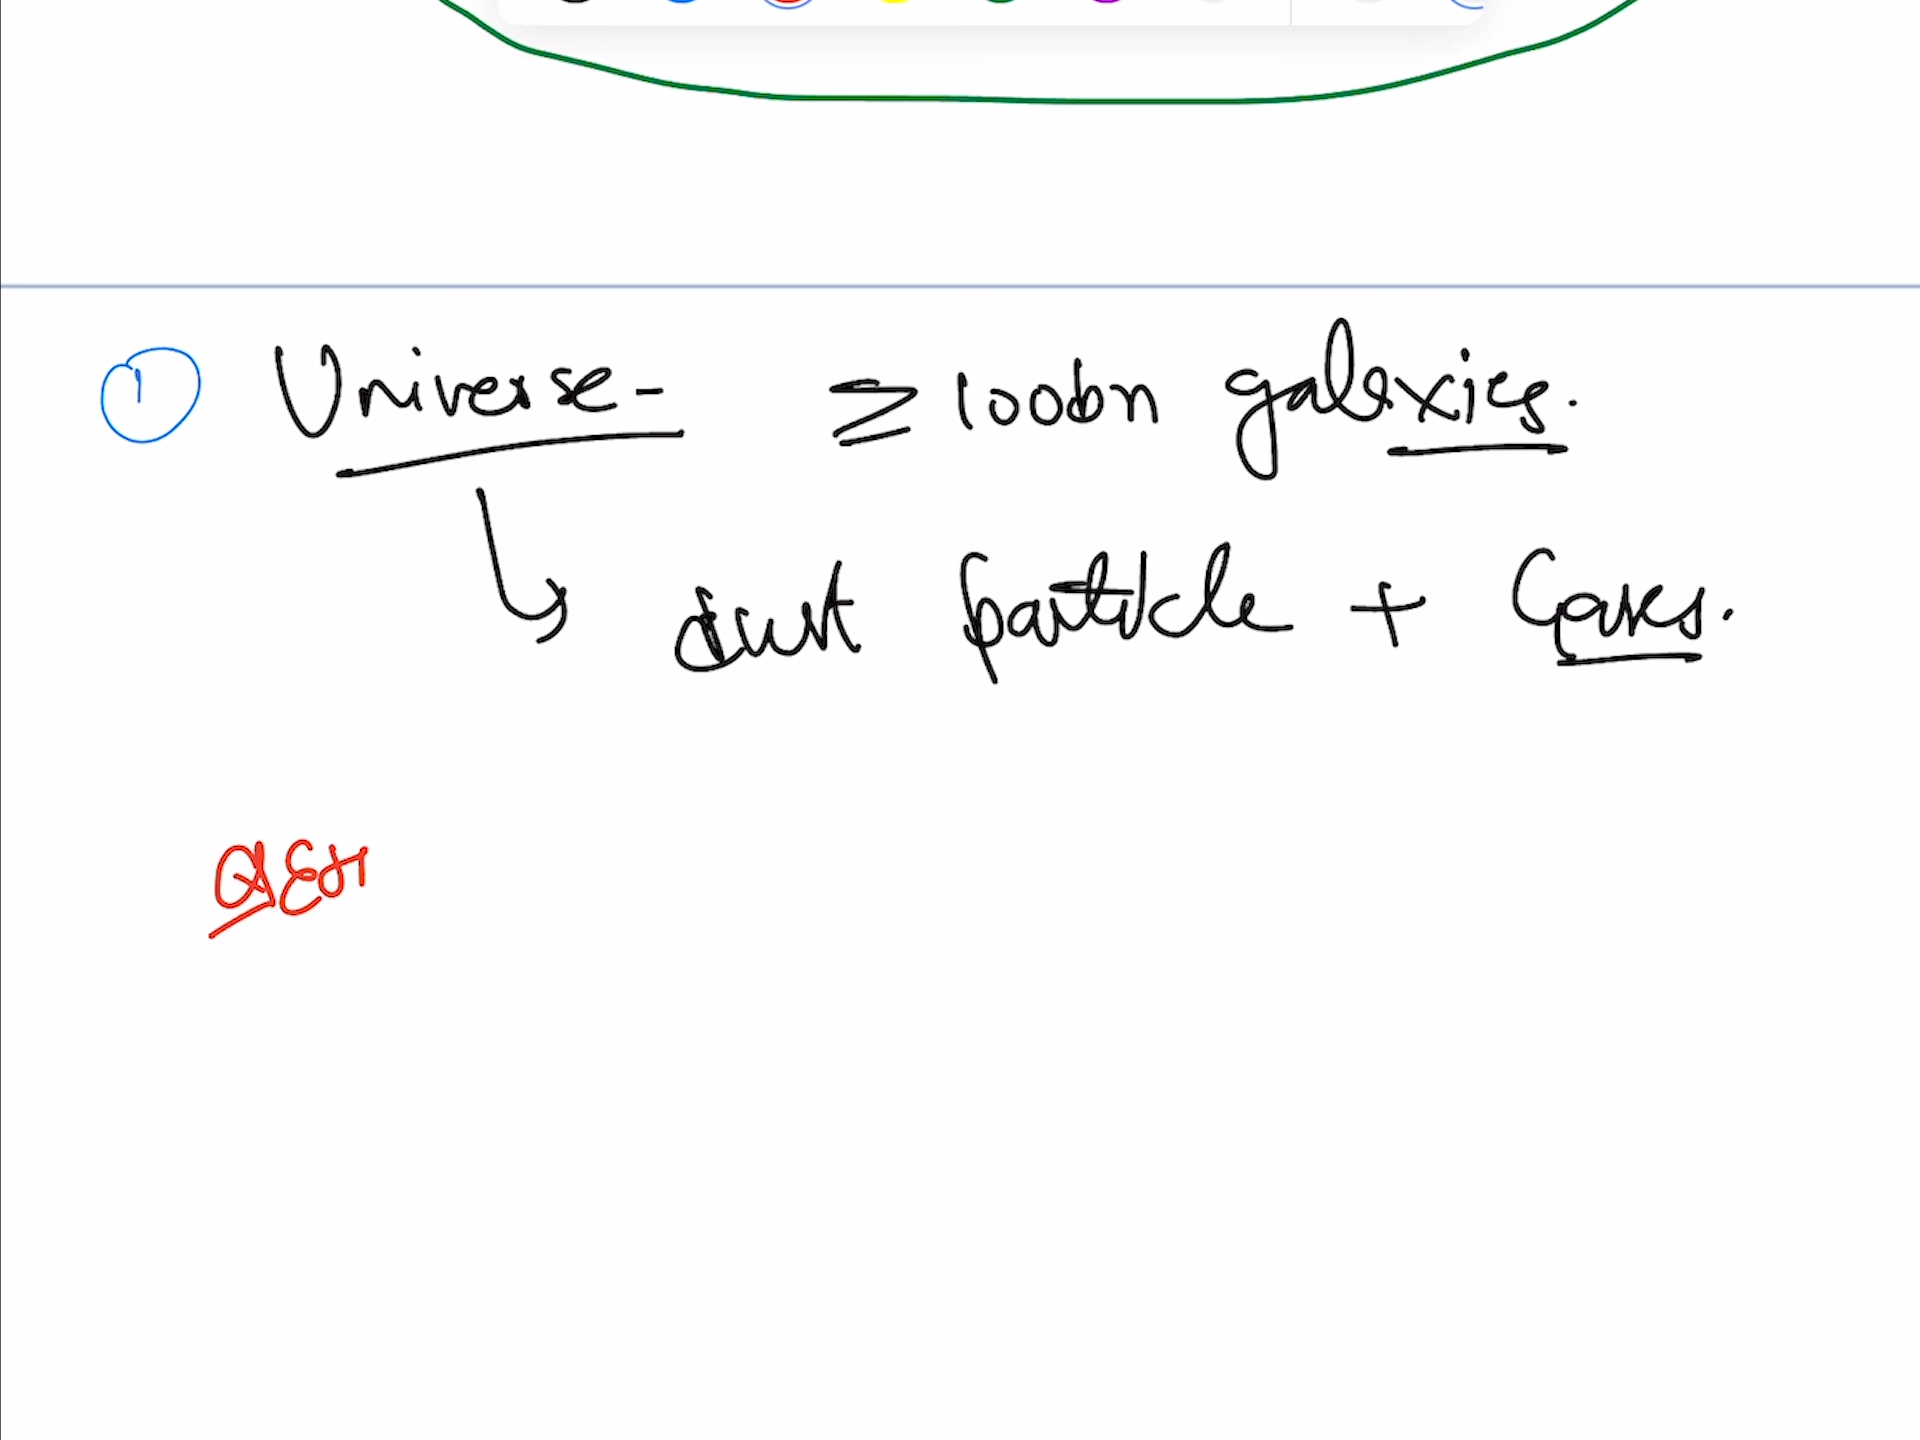 1 Universe - ≥ 100bn galaxies.
↳ dust particle + Gases.